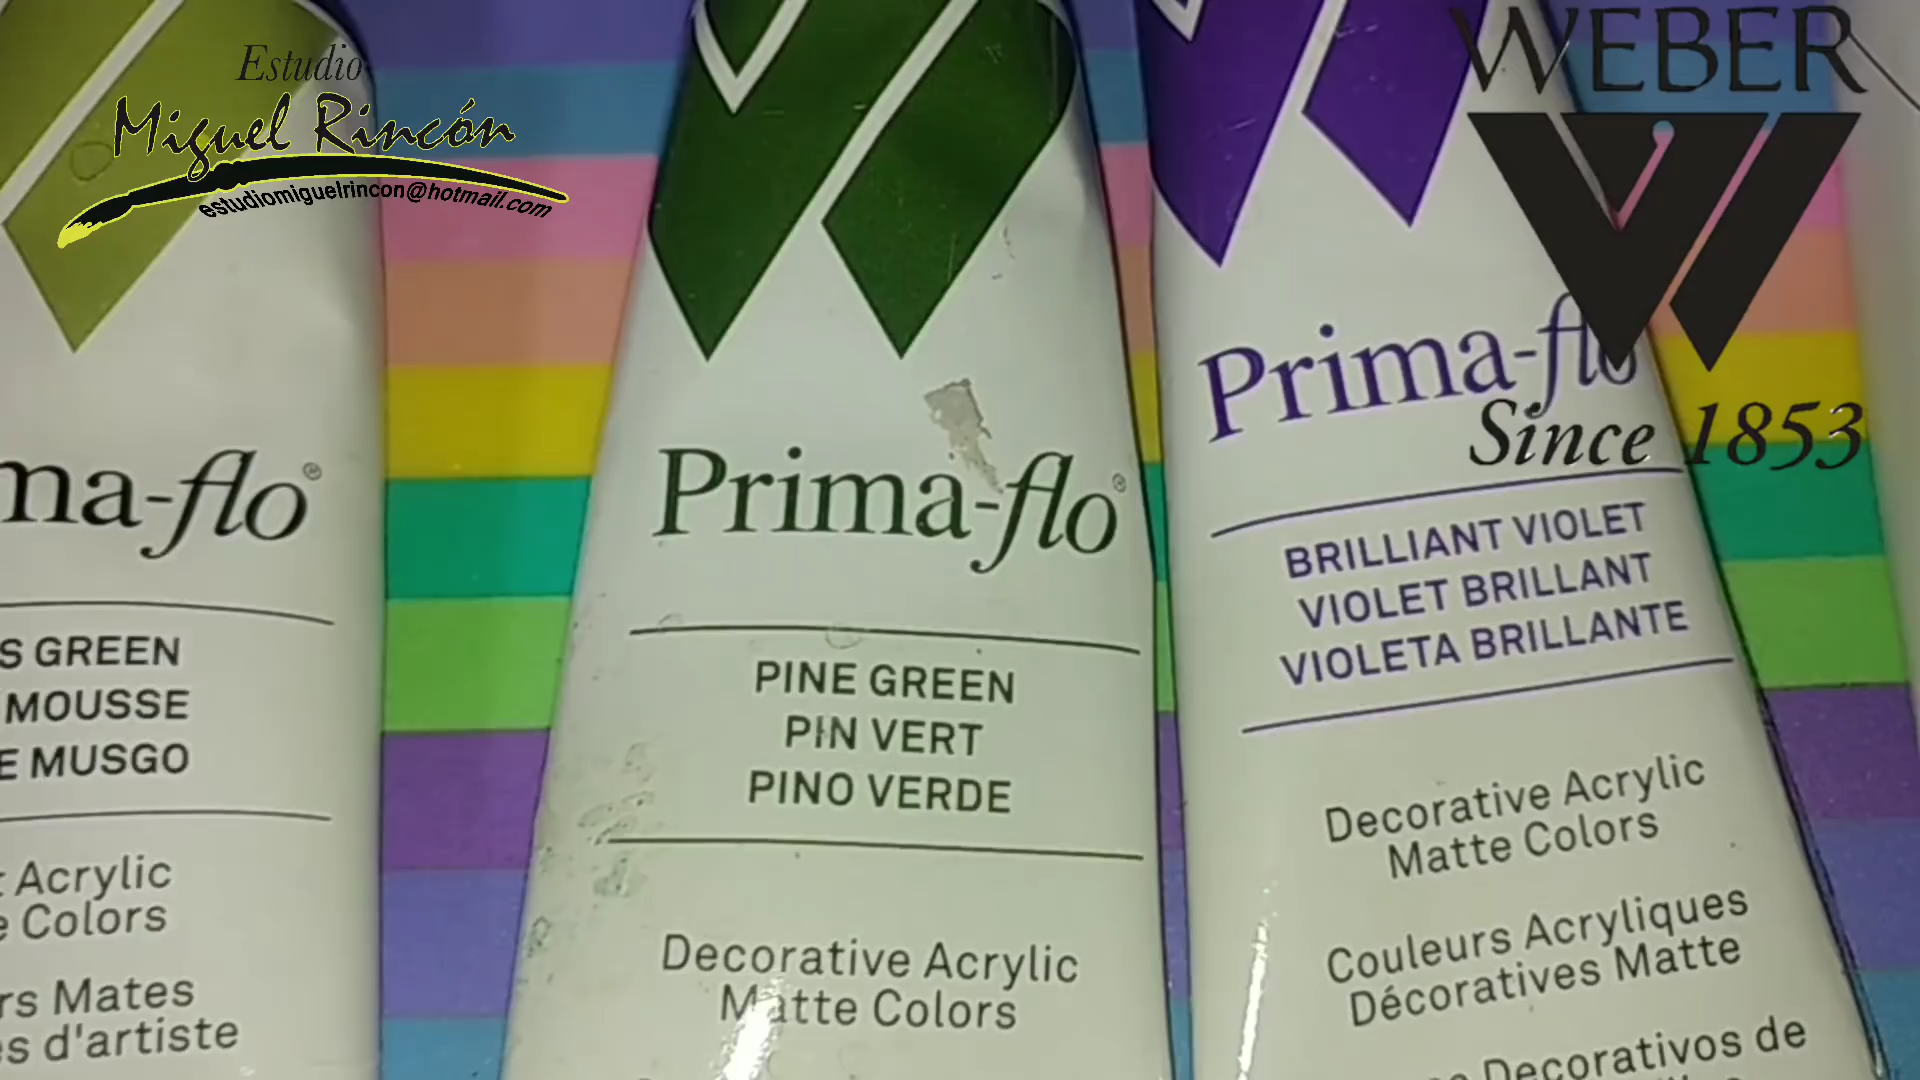 Estudio
Miguel Rincón
estudiomiguelrincon@hotmail.com
WEBER
Since 1853
ma-flo®
S GREEN
MOUSSE
E MUSGO
Acrylic
Colors
rs Mates
es d'artiste
Prima-flo®
PINE GREEN
PIN VERT
PINO VERDE
Decorative Acrylic
Matte Colors
Prima-flo
BRILLIANT VIOLET
VIOLET BRILLANT
VIOLETA BRILLANTE
Decorative Acrylic
Matte Colors
Couleurs Acryliques
Décoratives Matte
Decorativos de